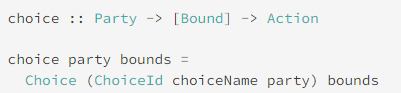 choice :: Party -> [Bound] -> Action
choice party bounds =
  Choice (ChoiceId choiceName party) bounds